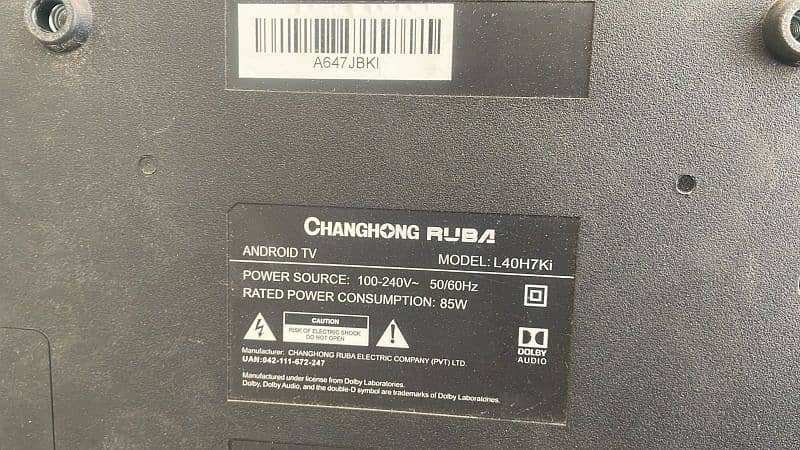 A647JBKI
CHANGHONG RUBA
ANDROID TV MODEL: L40H7Ki
POWER SOURCE: 100-240V~ 50/60Hz
RATED POWER CONSUMPTION: 85W
CAUTION
RISK OF ELECTRIC SHOCK
DO NOT OPEN
DOLBY
AUDIO
Manufacturer: CHANGHONG RUBA ELECTRIC COMPANY (PVT) LTD.
UAN:042-111-672-247
Manufactured under license from Dolby Laboratories.
Dolby, Dolby Audio, and the double-D symbol are trademarks of Dolby Laboratories.